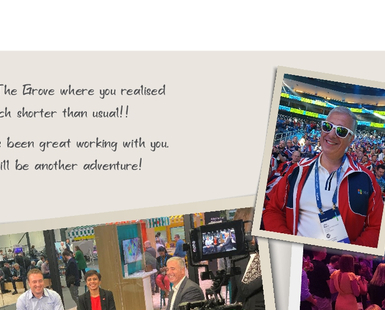 The Grove where you realised
ch shorter than usual!!
been great working with you.
ill be another adventure!